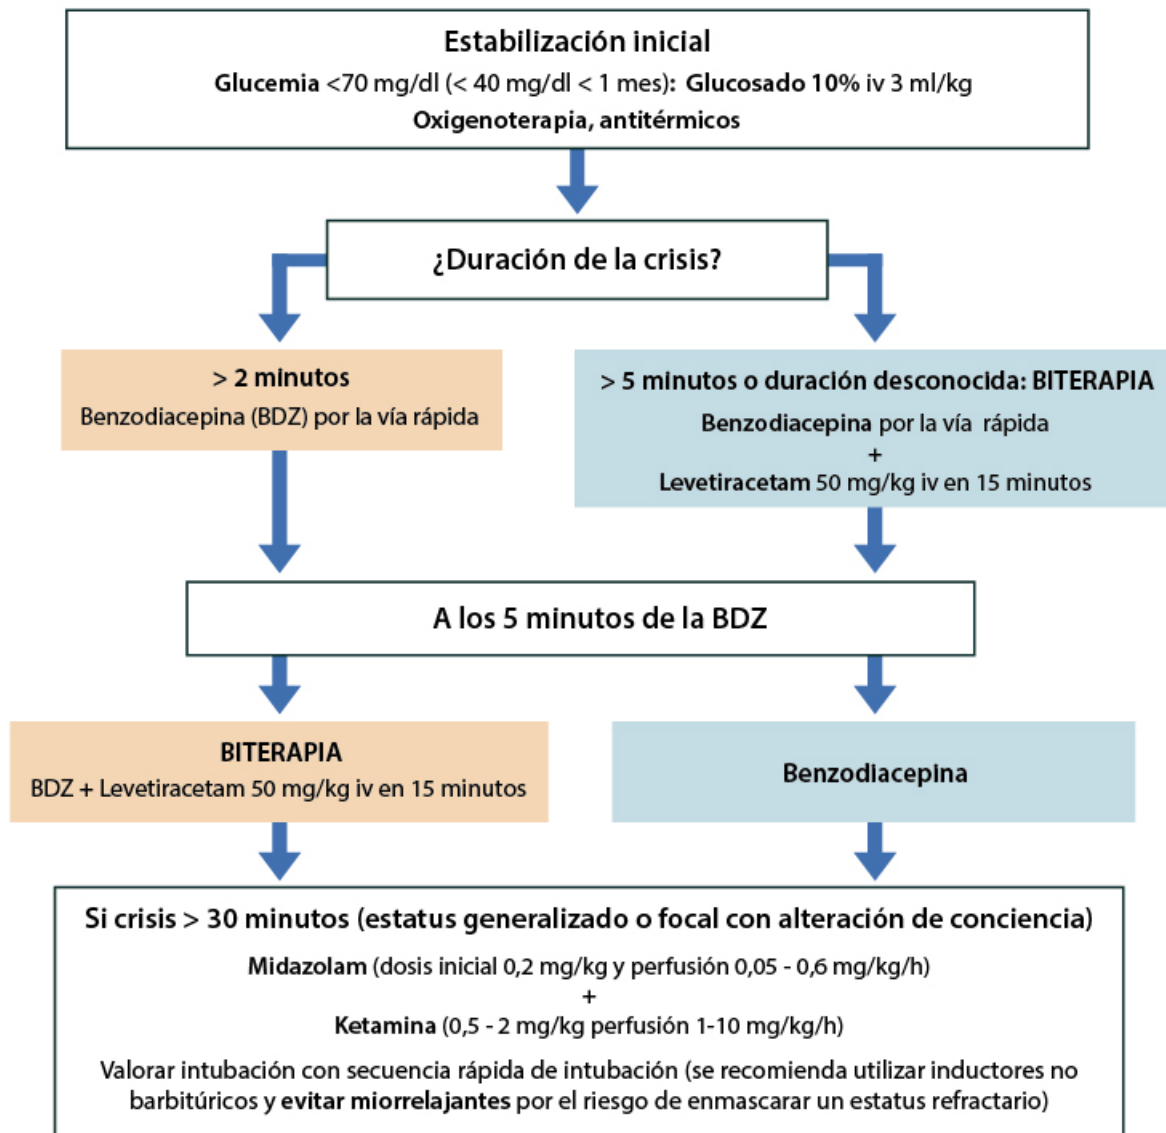 Estabilización inicial
Glucemia <70 mg/dl (< 40 mg/dl < 1 mes): Glucosado 10% iv 3 ml/kg
Oxigenoterapia, antitérmicos
¿Duración de la crisis?
> 2 minutos
Benzodiacepina (BDZ) por la vía rápida
> 5 minutos o duración desconocida: BITERAPIA
Benzodiacepina por la vía rápida
+
Levetiracetam 50 mg/kg iv en 15 minutos
A los 5 minutos de la BDZ
BITERAPIA
BDZ + Levetiracetam 50 mg/kg iv en 15 minutos
Benzodiacepina
Si crisis > 30 minutos (estatus generalizado o focal con alteración de conciencia)
Midazolam (dosis inicial 0,2 mg/kg y perfusión 0,05 - 0,6 mg/kg/h)
+
Ketamina (0,5 - 2 mg/kg perfusión 1-10 mg/kg/h)
Valorar intubación con secuencia rápida de intubación (se recomienda utilizar inductores no
barbitúricos y evitar miorrelajantes por el riesgo de enmascarar un estatus refractario)